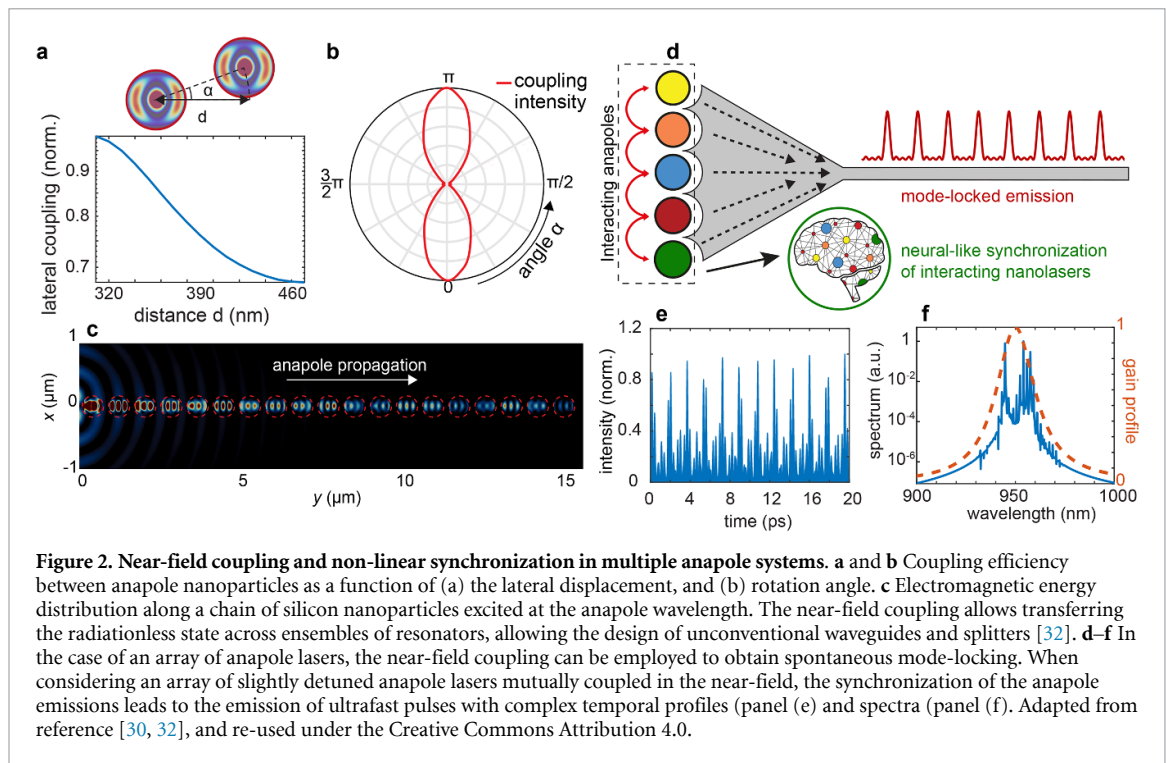 a
α
d
lateral coupling (norm.)
0.9
0.8
0.7
320 390 460
distance d (nm)
b
π
coupling
intensity
3/2π
π/2
0
angle α
d
Interacting anapoles
mode-locked emission
neural-like synchronization
of interacting nanolasers
c
1
0
-1
x (μm)
anapole propagation
0 5 10 15
y (μm)
e
intensity (norm.)
1.2
0.8
0.4
0
0 4 8 12 16 20
time (ps)
f
spectrum (a.u.)
1
10-2
10-4
10-6
1
gain profile
0
900 950 1000
wavelength (nm)
Figure 2. Near-field coupling and non-linear synchronization in multiple anapole systems. a and b Coupling efficiency
between anapole nanoparticles as a function of (a) the lateral displacement, and (b) rotation angle. c Electromagnetic energy
distribution along a chain of silicon nanoparticles excited at the anapole wavelength. The near-field coupling allows transferring
the radiationless state across ensembles of resonators, allowing the design of unconventional waveguides and splitters [32]. d–f In
the case of an array of anapole lasers, the near-field coupling can be employed to obtain spontaneous mode-locking. When
considering an array of slightly detuned anapole lasers mutually coupled in the near-field, the synchronization of the anapole
emissions leads to the emission of ultrafast pulses with complex temporal profiles (panel (e) and spectra (panel (f). Adapted from
reference [30, 32], and re-used under the Creative Commons Attribution 4.0.